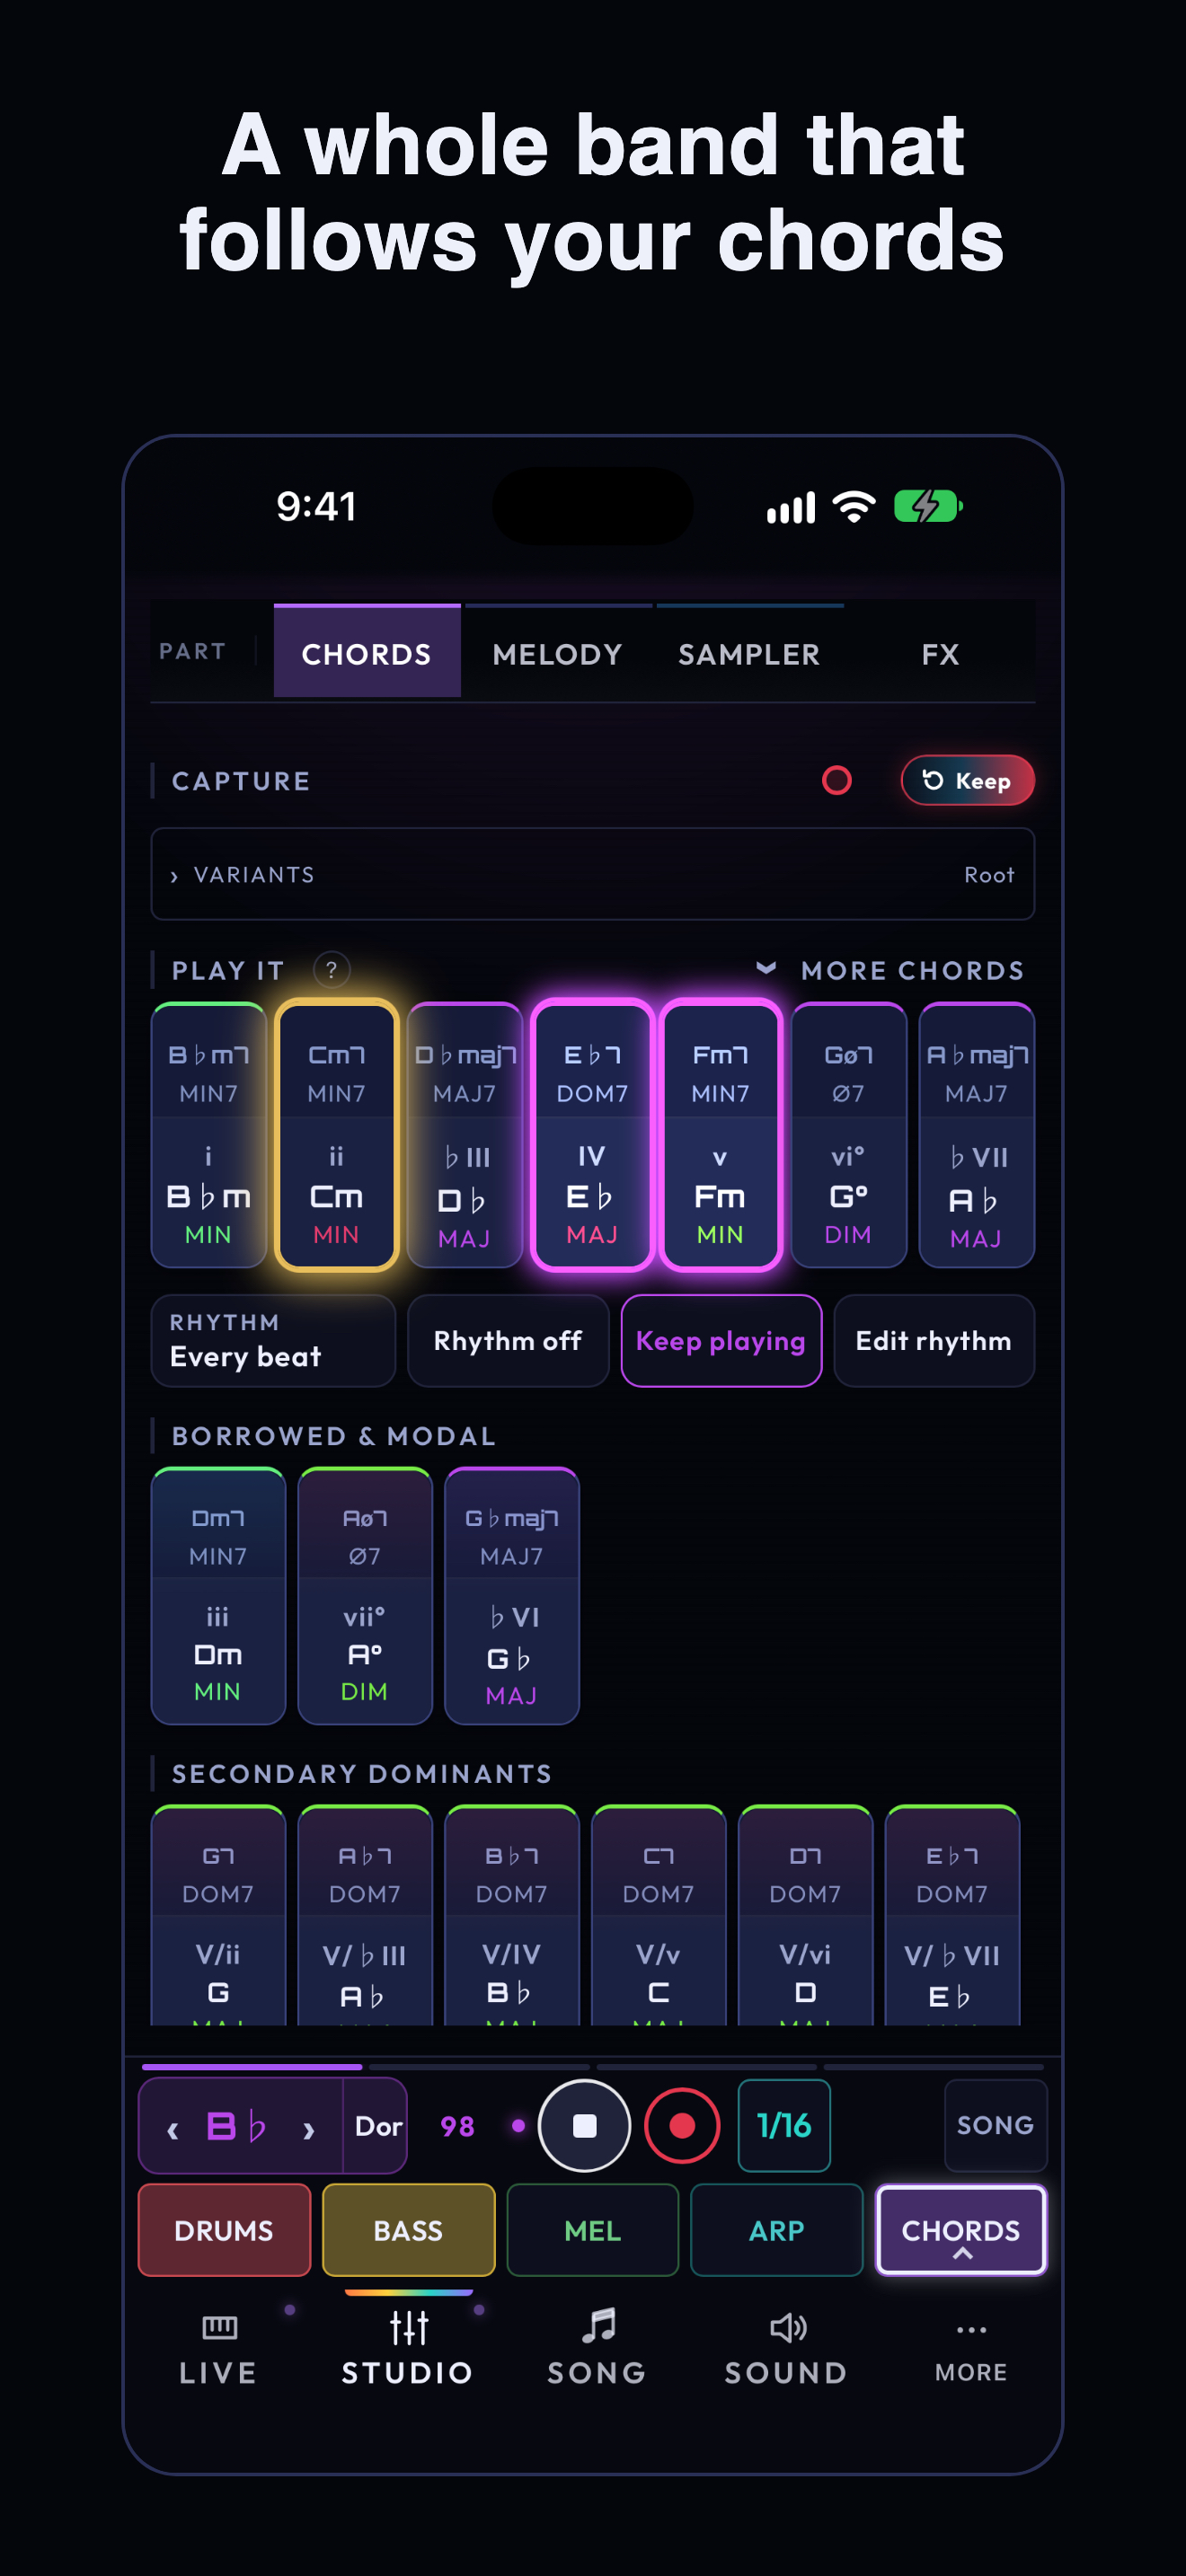 A whole band that
follows your chords
9:41
PART CHORDS MELODY SAMPLER FX
CAPTURE Keep
› VARIANTS Root
PLAY IT ? MORE CHORDS
B♭m7 Cm7 D♭maj7 E♭7 Fm7 Gø7 A♭maj7
MIN7 MIN7 MAJ7 DOM7 MIN7 Ø7 MAJ7
i ii ♭III IV v vi° ♭VII
B♭m Cm D♭ E♭ Fm G° A♭
MIN MIN MAJ MAJ MIN DIM MAJ
RHYTHM
Every beat Rhythm off Keep playing Edit rhythm
BORROWED & MODAL
Dm7 Aø7 G♭maj7
MIN7 Ø7 MAJ7
iii vii° ♭VI
Dm A° G♭
MIN DIM MAJ
SECONDARY DOMINANTS
G7 A♭7 B♭7 C7 D7 E♭7
DOM7 DOM7 DOM7 DOM7 DOM7 DOM7
V/ii V/♭III V/IV V/v V/vi V/♭VII
G A♭ B♭ C D E♭
‹ B♭ › Dor 98 1/16 SONG
DRUMS BASS MEL ARP CHORDS
LIVE STUDIO SONG SOUND MORE